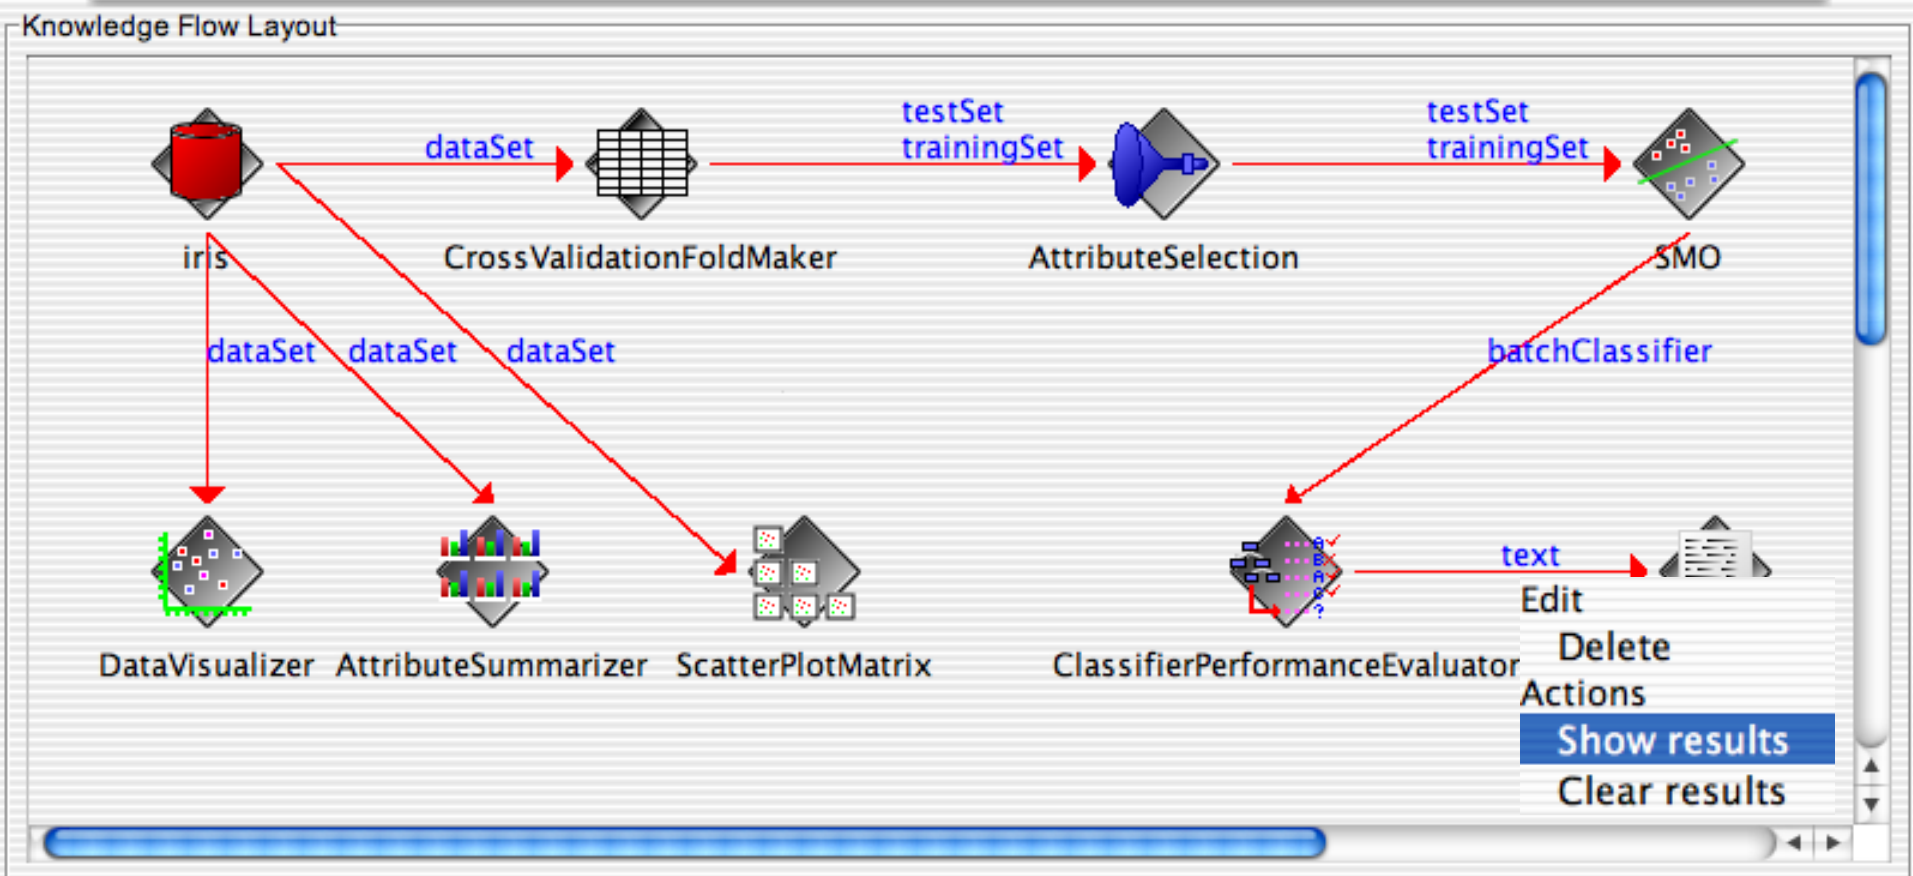 Knowledge Flow Layout
testSet
testSet
dataSet
trainingSet
trainingSet
iris
CrossValidationFoldMaker
AttributeSelection
SMO
dataSet
dataSet
dataSet
batchClassifier
text
Edit
Delete
DataVisualizer
AttributeSummarizer
ScatterPlotMatrix
ClassifierPerformanceEvaluator
Actions
Show results
Clear results